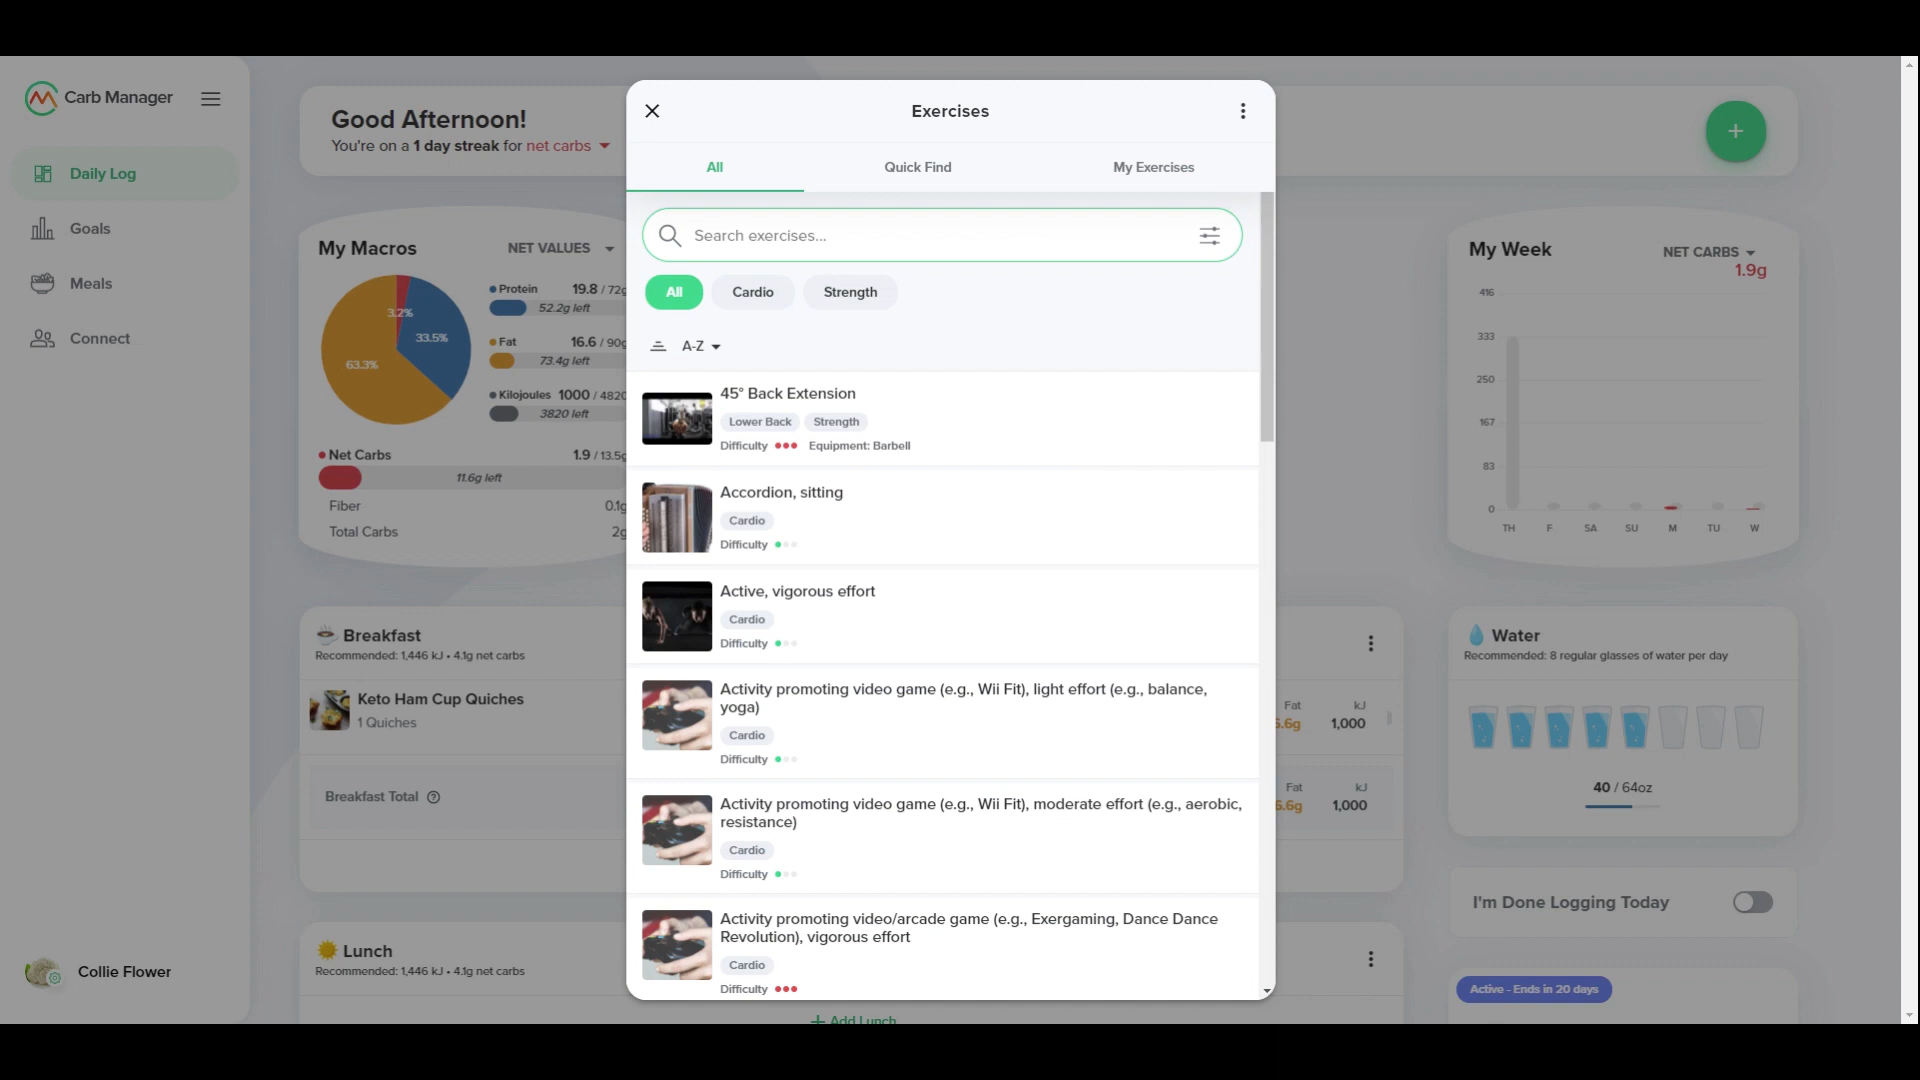 Carb Manager
Daily Log
Goals
Meals
Connect
Collie Flower
Good Afternoon!
You're on a 1 day streak for net carbs
My Macros
NET VALUES
3.2%
33.5%
63.3%
Protein 19.8 / 72g
52.2g left
Fat 16.6 / 90g
73.4g left
Kilojoules 1000 / 4820
3820 left
Net Carbs 1.9 / 13.5g
11.6g left
Fiber 0.1g
Total Carbs 2g
Breakfast
Recommended: 1,446 kJ • 4.1g net carbs
Keto Ham Cup Quiches
1 Quiches
Breakfast Total
Lunch
Recommended: 1,446 kJ • 4.1g net carbs
Add Lunch
Exercises
All
Quick Find
My Exercises
Search exercises...
All
Cardio
Strength
A-Z
45° Back Extension
Lower Back
Strength
Difficulty
Equipment: Barbell
Accordion, sitting
Cardio
Difficulty
Active, vigorous effort
Cardio
Difficulty
Activity promoting video game (e.g., Wii Fit), light effort (e.g., balance,
yoga)
Cardio
Difficulty
Activity promoting video game (e.g., Wii Fit), moderate effort (e.g., aerobic,
resistance)
Cardio
Difficulty
Activity promoting video/arcade game (e.g., Exergaming, Dance Dance
Revolution), vigorous effort
Cardio
Difficulty
Fat kJ
6.6g 1,000
Fat kJ
6.6g 1,000
My Week
NET CARBS
1.9g
416
333
250
167
83
0
TH F SA SU M TU W
Water
Recommended: 8 regular glasses of water per day
40 / 64oz
I'm Done Logging Today
Active - Ends in 20 days